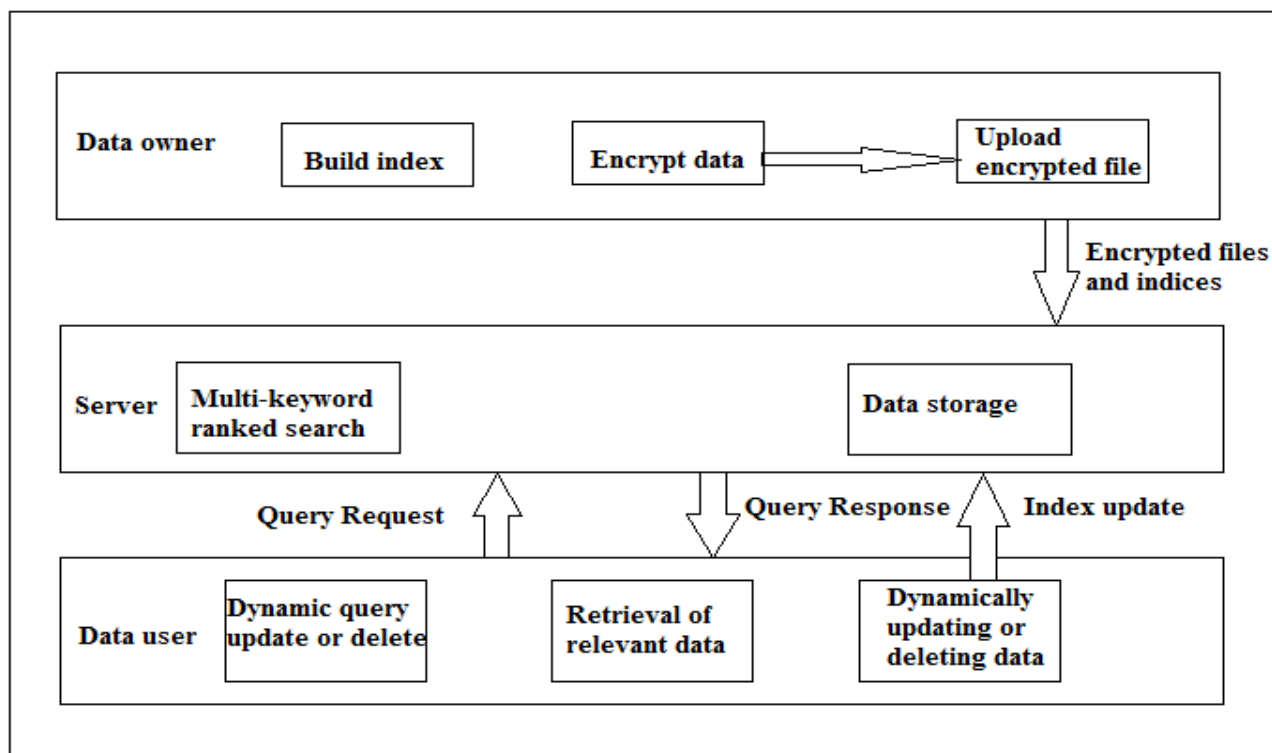 Data owner
Build index
Encrypt data
Upload
encrypted file
Encrypted files
and indices
Server
Multi-keyword
ranked search
Data storage
Query Request
Query Response
Index update
Data user
Dynamic query
update or delete
Retrieval of
relevant data
Dynamically
updating or
deleting data